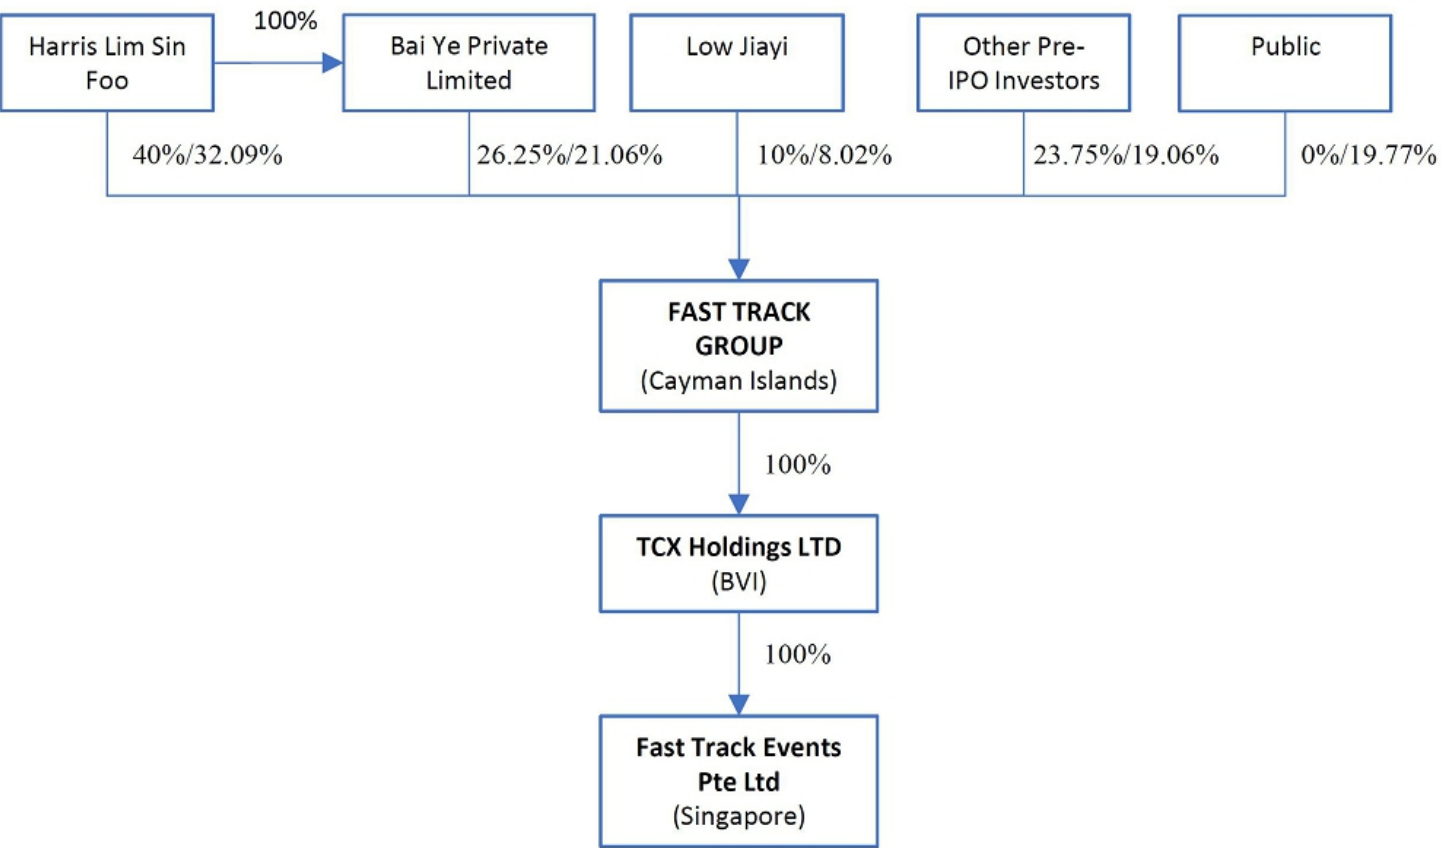 100%
Harris Lim Sin
Foo
Bai Ye Private
Limited
Low Jiayi
Other Pre-
IPO Investors
Public
40%/32.09%
26.25%/21.06%
10%/8.02%
23.75%/19.06%
0%/19.77%
FAST TRACK
GROUP
(Cayman Islands)
100%
TCX Holdings LTD
(BVI)
100%
Fast Track Events
Pte Ltd
(Singapore)